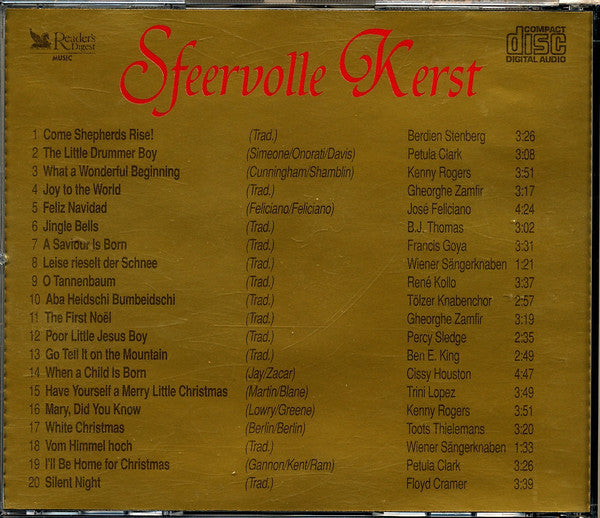 Reader's
Digest
MUSIC
Sfeervolle Kerst
COMPACT
disc
DIGITAL AUDIO
1 Come Shepherds Rise! (Trad.) Berdien Stenberg 3:26
2 The Little Drummer Boy (Simeone/Onorati/Davis) Petula Clark 3:08
3 What a Wonderful Beginning (Cunningham/Shamblin) Kenny Rogers 3:51
4 Joy to the World (Trad.) Gheorghe Zamfir 3:17
5 Feliz Navidad (Feliciano/Feliciano) José Feliciano 4:24
6 Jingle Bells (Trad.) B.J. Thomas 3:02
7 A Saviour Is Born (Trad.) Francis Goya 3:31
8 Leise rieselt der Schnee (Trad.) Wiener Sängerknaben 1:21
9 O Tannenbaum (Trad.) René Kollo 3:37
10 Aba Heidschi Bumbeidschi (Trad.) Tölzer Knabenchor 2:57
11 The First Noël (Trad.) Gheorghe Zamfir 3:19
12 Poor Little Jesus Boy (Trad.) Percy Sledge 2:35
13 Go Tell It on the Mountain (Trad.) Ben E. King 2:49
14 When a Child Is Born (Jay/Zacar) Cissy Houston 4:47
15 Have Yourself a Merry Little Christmas (Martin/Blane) Trini Lopez 3:49
16 Mary, Did You Know (Lowry/Greene) Kenny Rogers 3:51
17 White Christmas (Berlin/Berlin) Toots Thielemans 3:20
18 Vom Himmel hoch (Trad.) Wiener Sängerknaben 1:33
19 I'll Be Home for Christmas (Gannon/Kent/Ram) Petula Clark 3:26
20 Silent Night (Trad.) Floyd Cramer 3:39